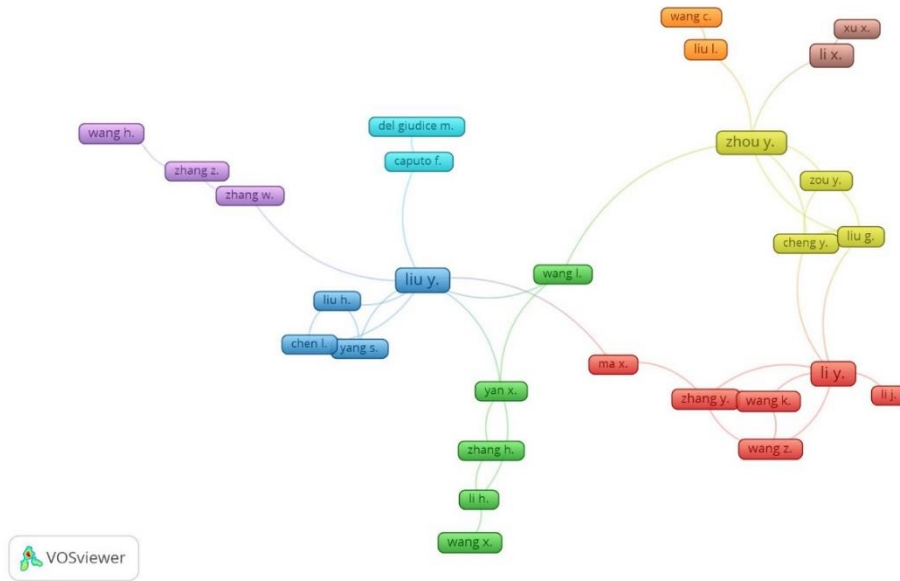 wang c.
xu x.
liu l.
li x.
del giudice m.
wang h.
zhou y.
caputo f.
zhang z.
zou y.
zhang w.
liu g.
cheng y.
wang l.
liu y.
liu h.
chen l.
yang s.
ma x.
li y.
yan x.
zhang y.
wang k.
li j.
zhang h.
wang z.
li h.
wang x.
VOSviewer